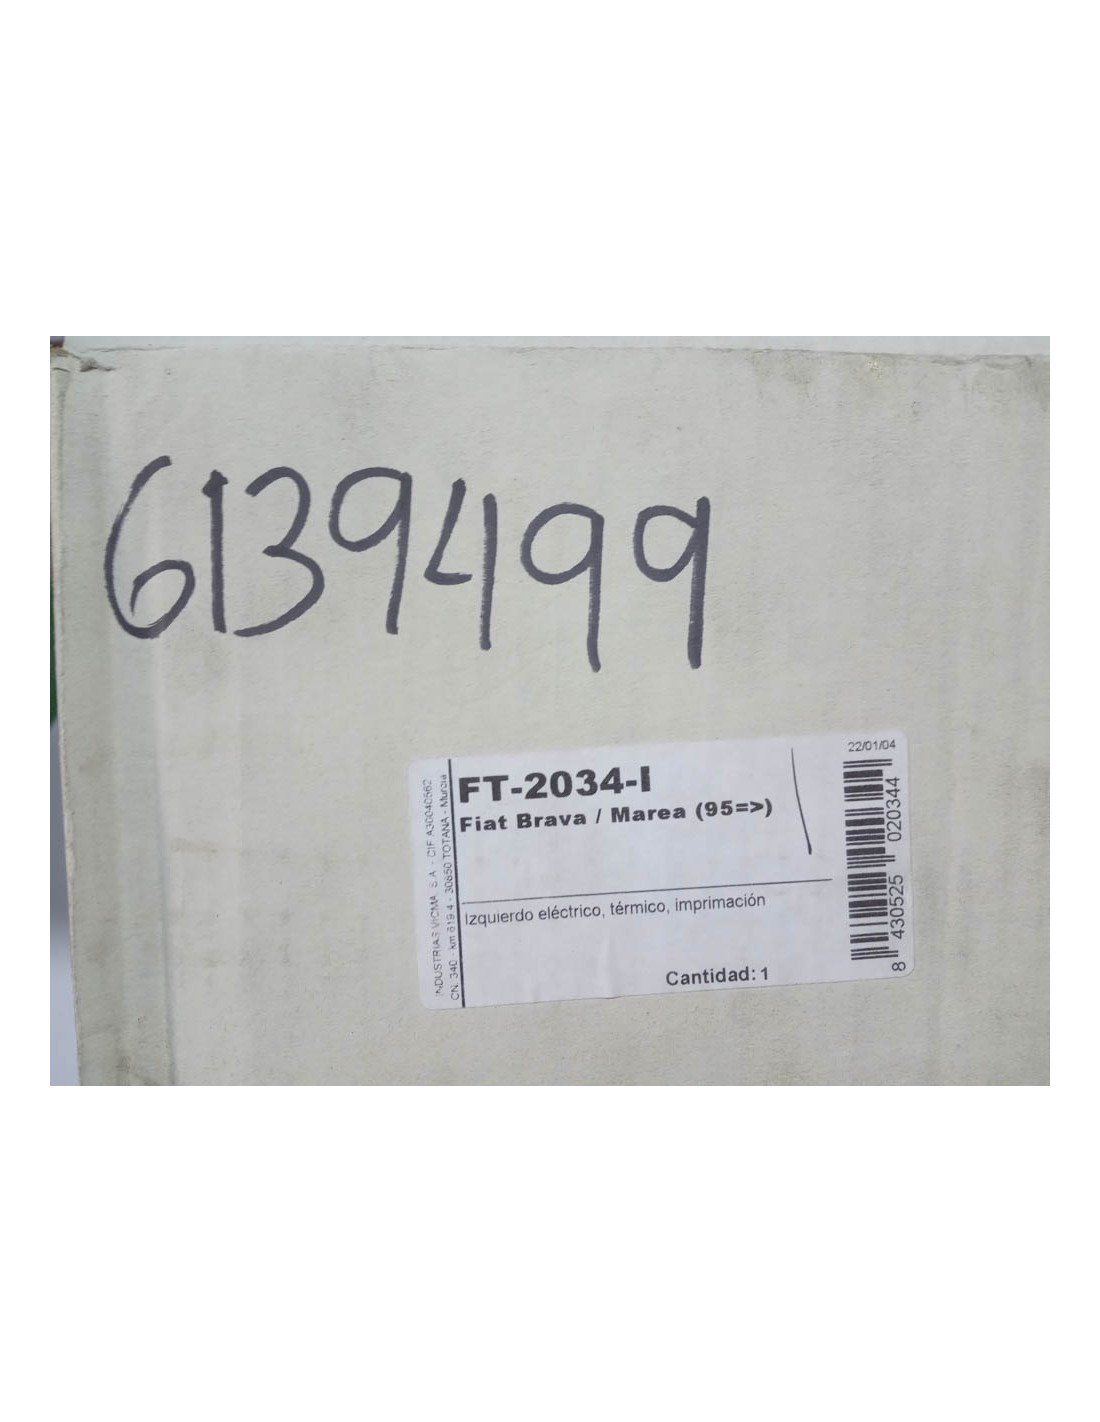 6139499
22/01/04
FT-2034-I
Fiat Brava / Marea (95=>)
Izquierdo eléctrico, térmico, imprimación
Cantidad: 1
INDUSTRIAS VICMA S.A. - CIF A30040562
CN. 340 - km 619.4 - 30850 TOTANA - Murcia
8 430525 020344